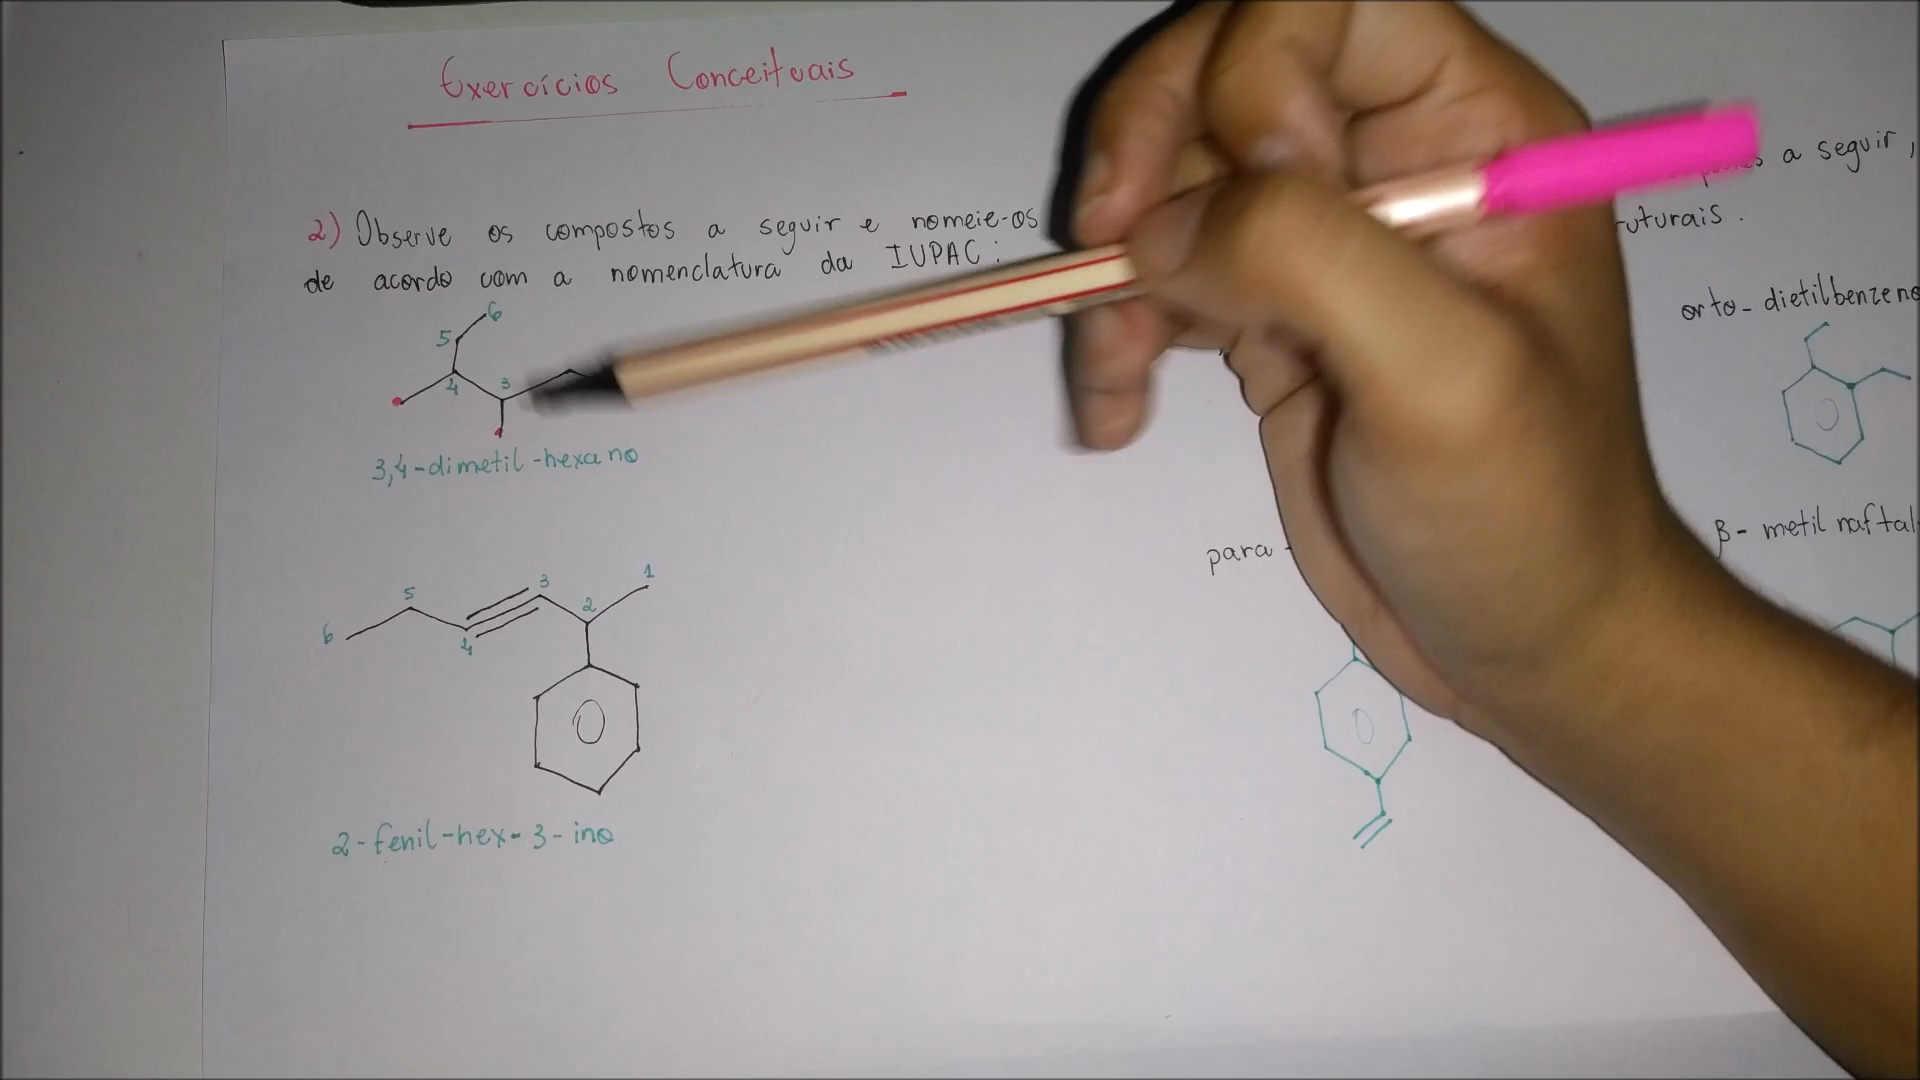 Exercícios Conceituais
2) Observe os compostos a seguir e nomeie-os
de acordo com a nomenclatura da IUPAC:
6
5
4
3
3,4-dimetil-hexano
5
3
1
2
6
4
2-fenil-hex-3-ino
a seguir,
orto-dietilbenzeno
para-
β-metil